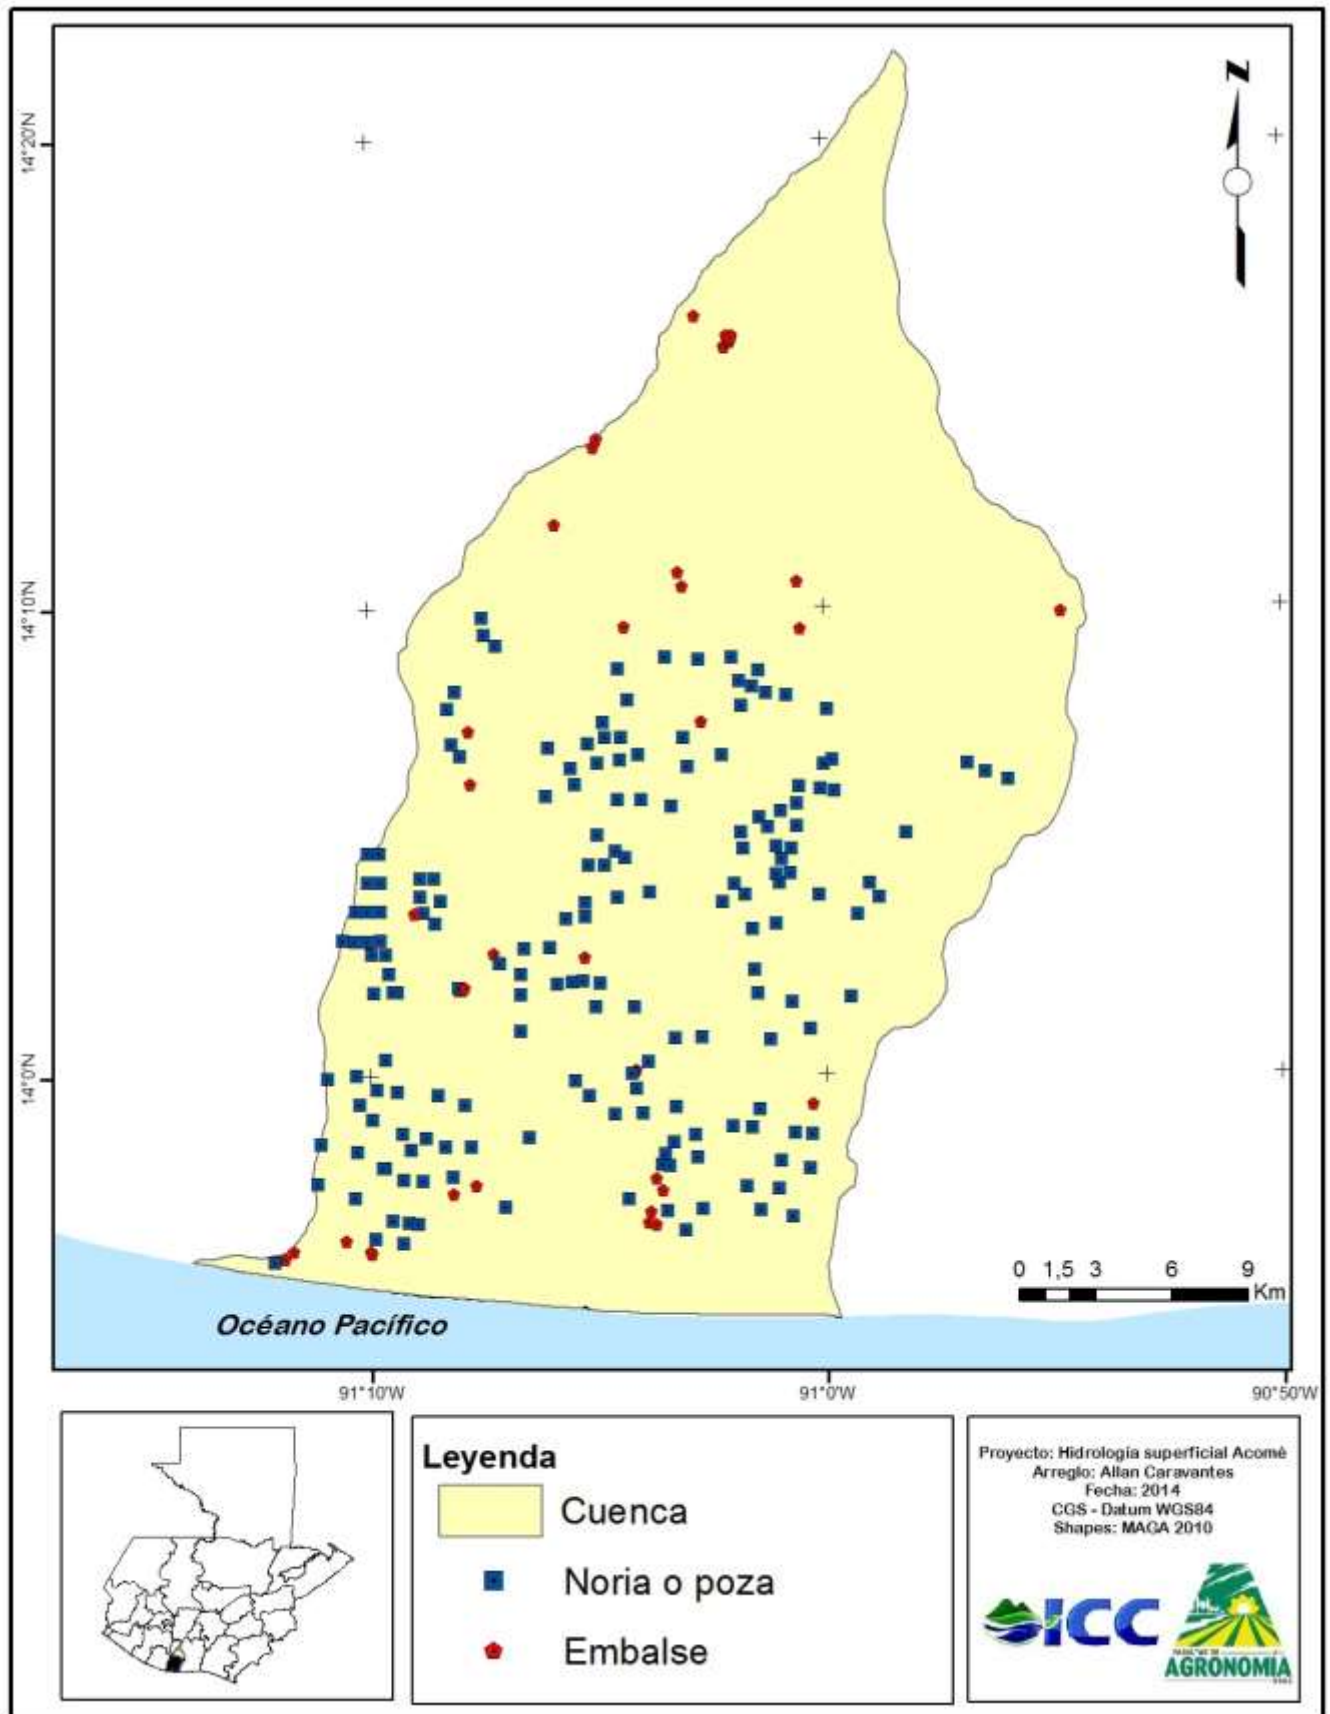 N
14°20'N
14°10'N
14°0'N
0 1,5 3 6 9
Km
Océano Pacífico
91°10'W 91°0'W 90°50'W
Leyenda
Cuenca
Noria o poza
Embalse
Proyecto: Hidrología superficial Acomé
Arreglo: Allan Caravantes
Fecha: 2014
CGS - Datum WGS84
Shapes: MAGA 2010
ICC
AGRONOMIA